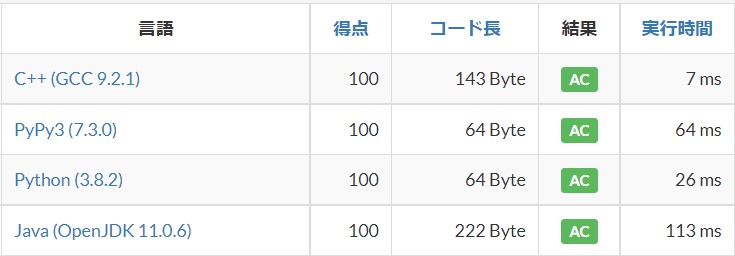 言語 得点 コード長 結果 実行時間
C++ (GCC 9.2.1) 100 143 Byte AC 7 ms
PyPy3 (7.3.0) 100 64 Byte AC 64 ms
Python (3.8.2) 100 64 Byte AC 26 ms
Java (OpenJDK 11.0.6) 100 222 Byte AC 113 ms